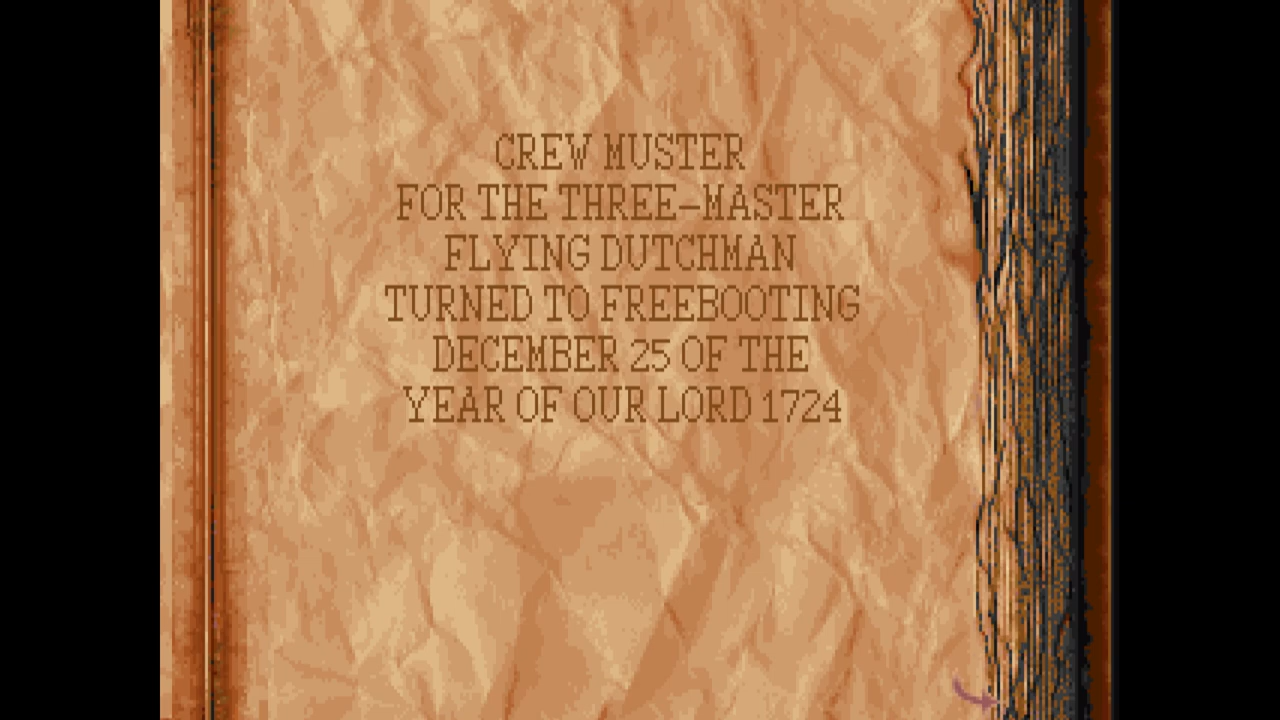 CREW MUSTER
FOR THE THREE-MASTER
FLYING DUTCHMAN
TURNED TO FREEBOOTING
DECEMBER 25 OF THE
YEAR OF OUR LORD 1724